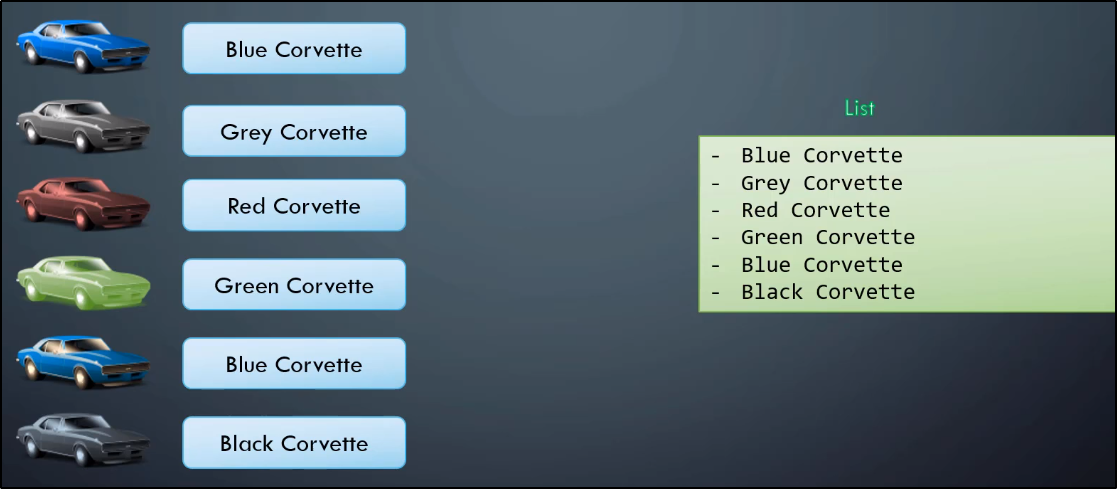 Blue Corvette
Grey Corvette
Red Corvette
Green Corvette
Blue Corvette
Black Corvette
List
- Blue Corvette
- Grey Corvette
- Red Corvette
- Green Corvette
- Blue Corvette
- Black Corvette